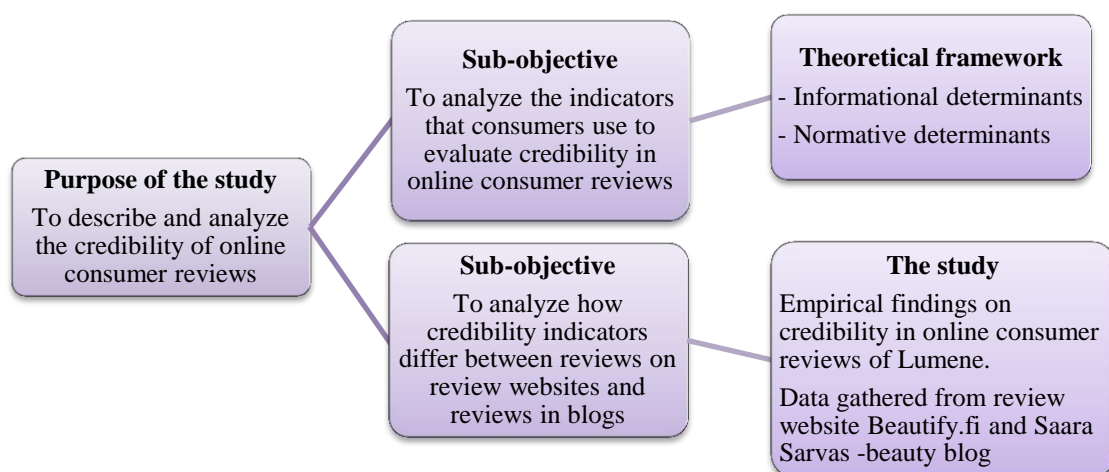 Purpose of the study
To describe and analyze
the credibility of online
consumer reviews
Sub-objective
To analyze the indicators
that consumers use to
evaluate credibility in
online consumer reviews
Theoretical framework
- Informational determinants
- Normative determinants
Sub-objective
To analyze how
credibility indicators
differ between reviews on
review websites and
reviews in blogs
The study
Empirical findings on
credibility in online consumer
reviews of Lumene.
Data gathered from review
website Beautify.fi and Saara
Sarvas -beauty blog